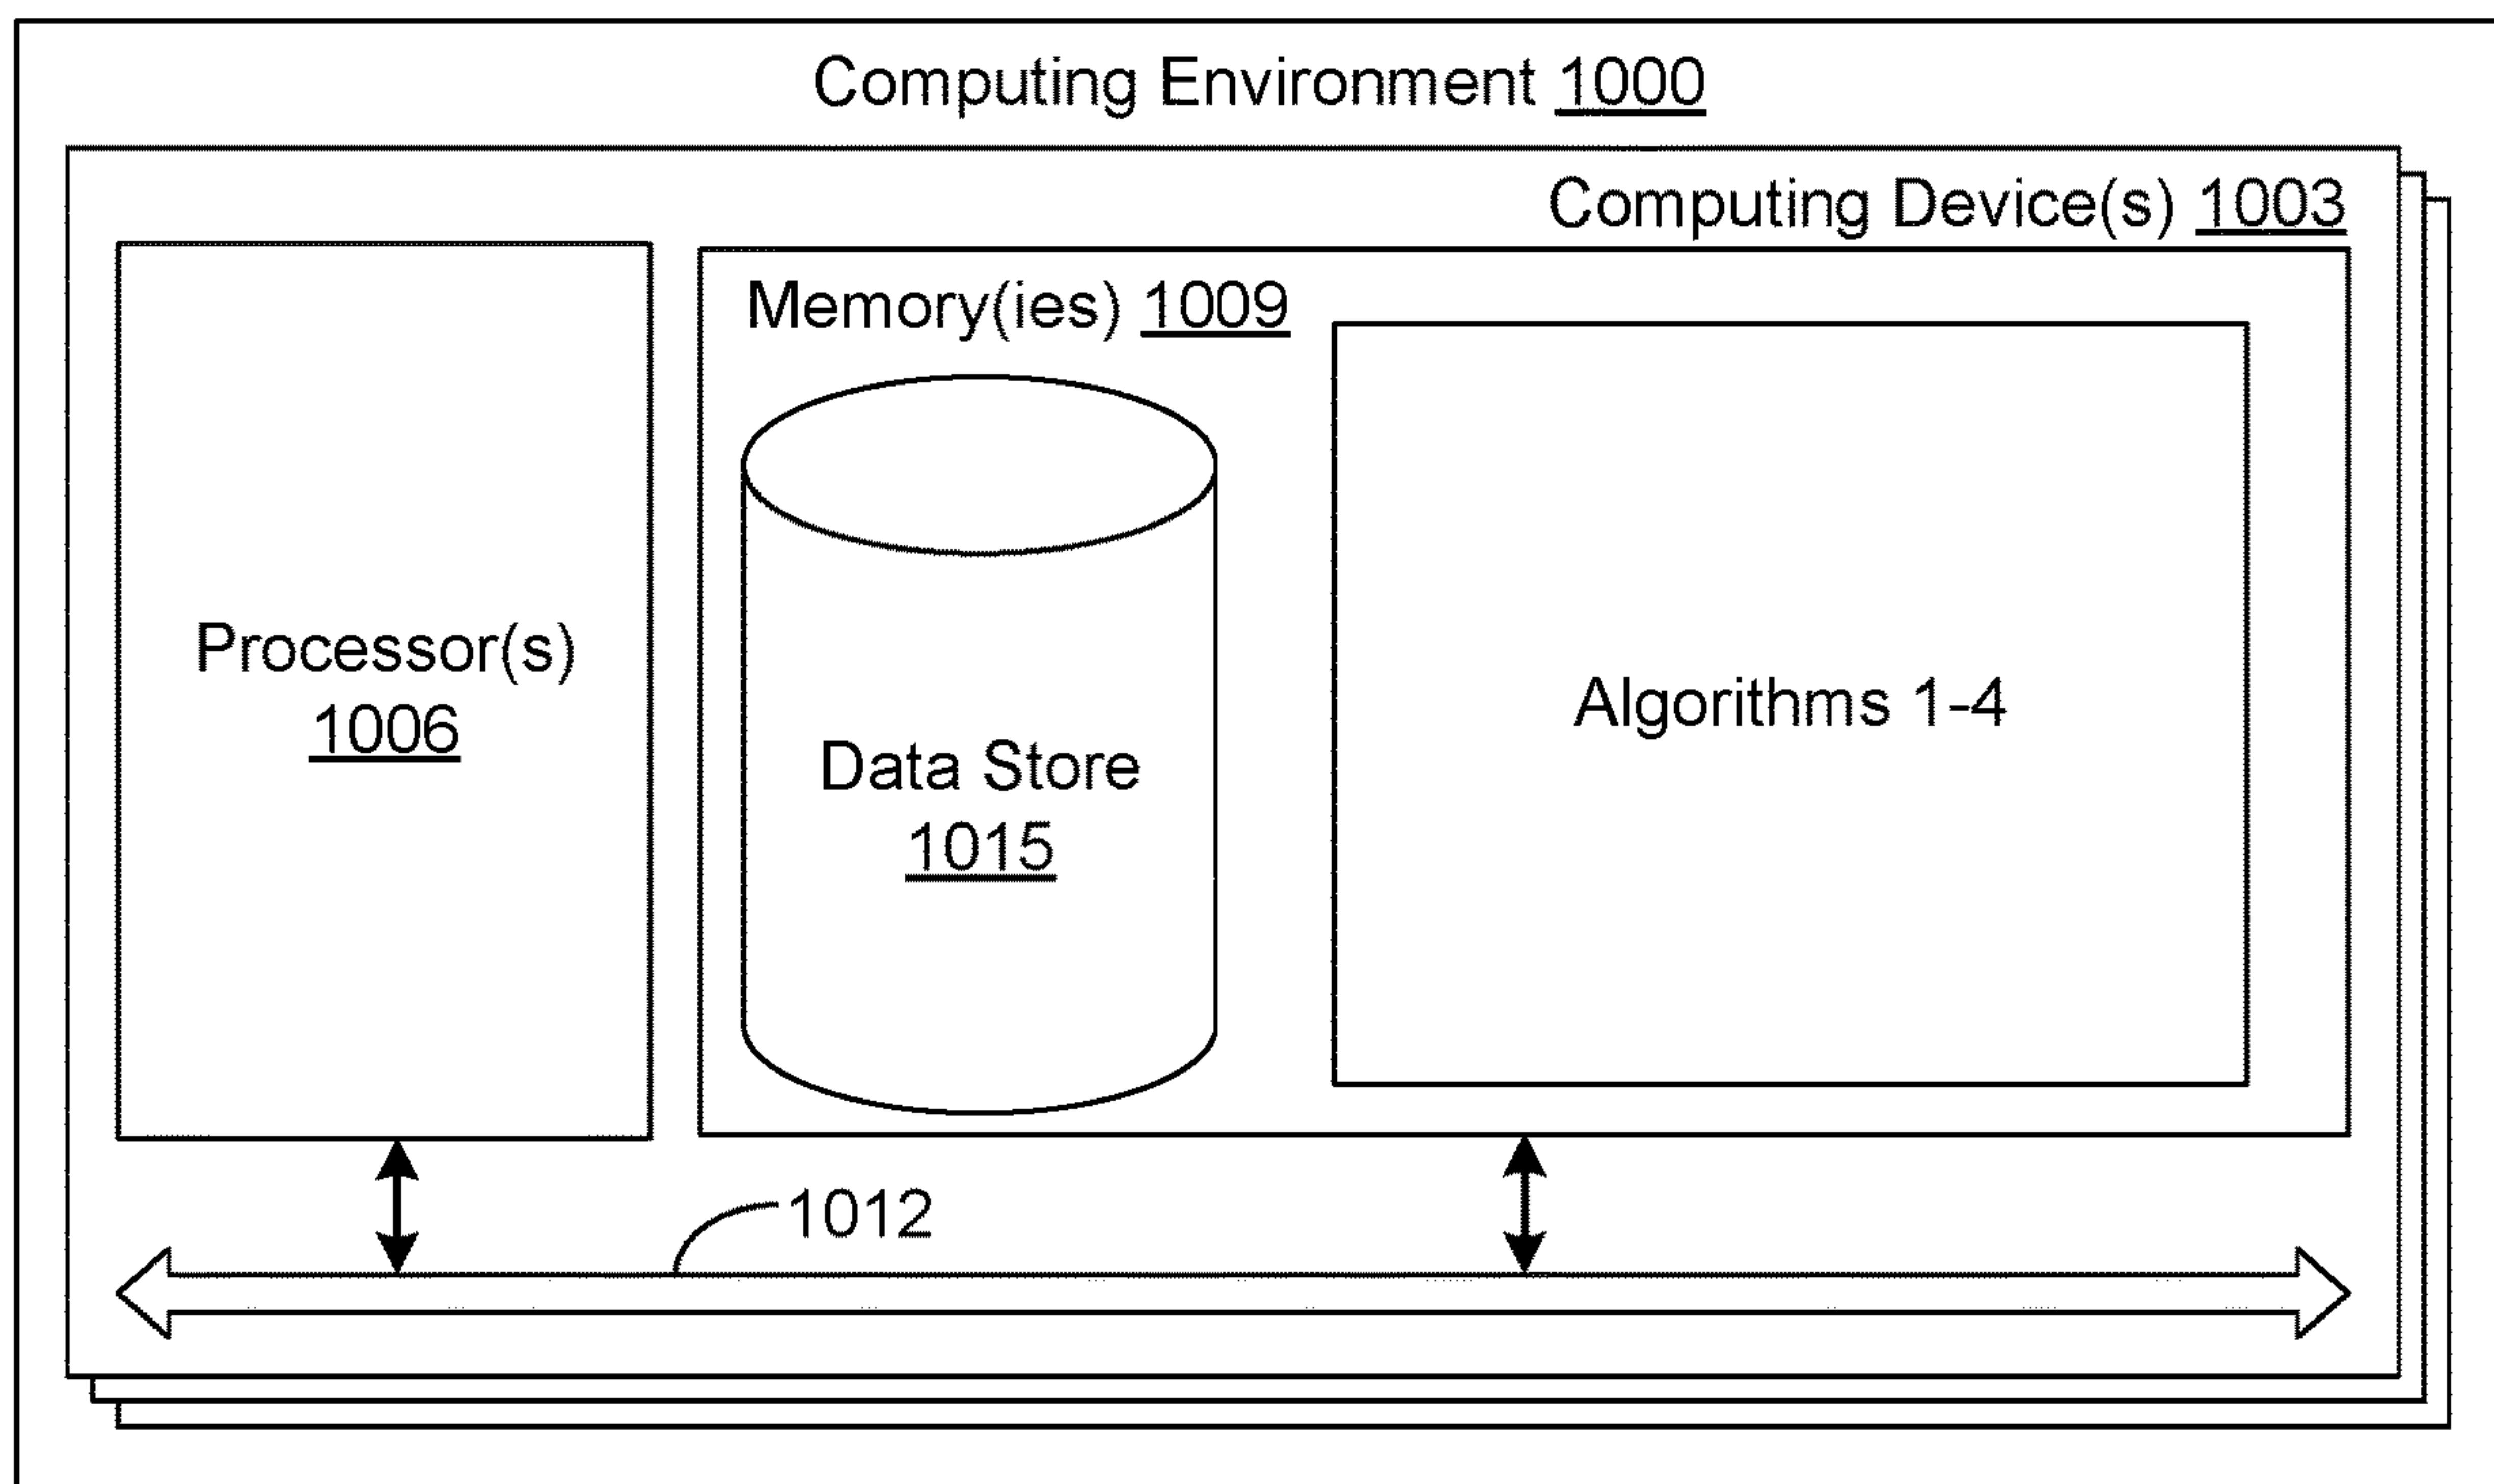 Computing Environment 1000
Computing Device(s) 1003
Memory(ies) 1009
Processor(s)
1006
Data Store
1015
Algorithms 1-4
1012